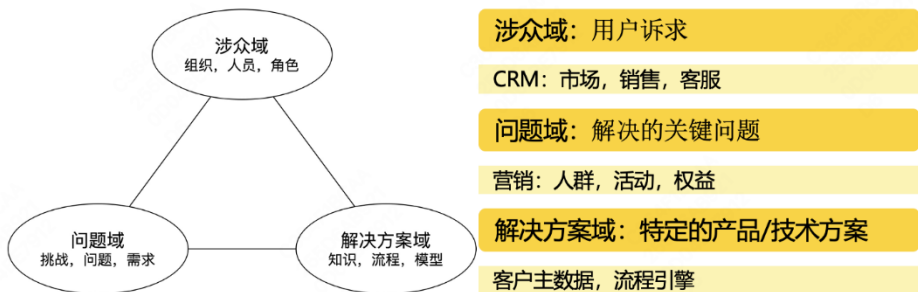 涉众域
组织，人员，角色
问题域
挑战，问题，需求
解决方案域
知识，流程，模型
涉众域：用户诉求
CRM：市场，销售，客服
问题域：解决的关键问题
营销：人群，活动，权益
解决方案域：特定的产品/技术方案
客户主数据，流程引擎